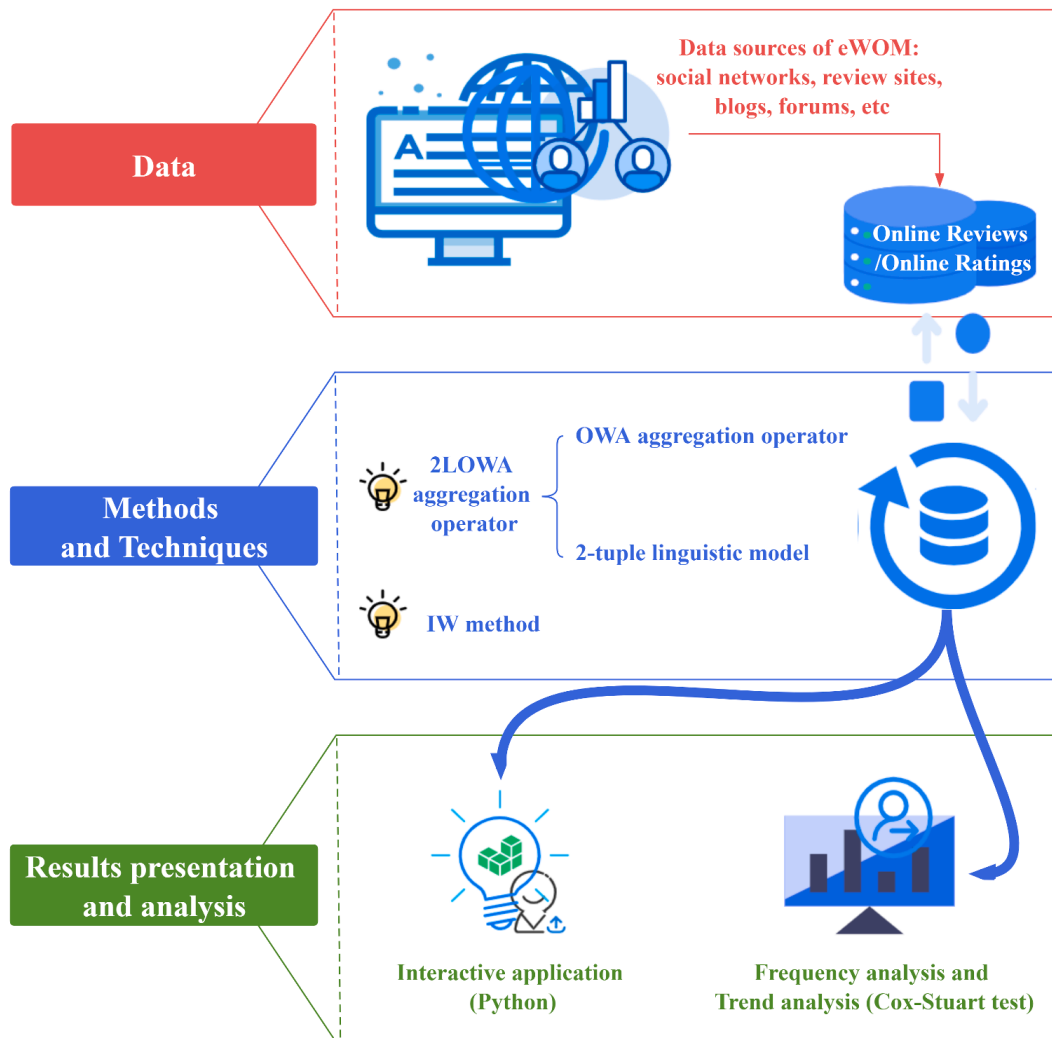 Data
Data sources of eWOM:
social networks, review sites,
blogs, forums, etc
A
Online Reviews
/Online Ratings
Methods
and Techniques
2LOWA
aggregation
operator
OWA aggregation operator
2-tuple linguistic model
IW method
Results presentation
and analysis
Interactive application
(Python)
Frequency analysis and
Trend analysis (Cox-Stuart test)